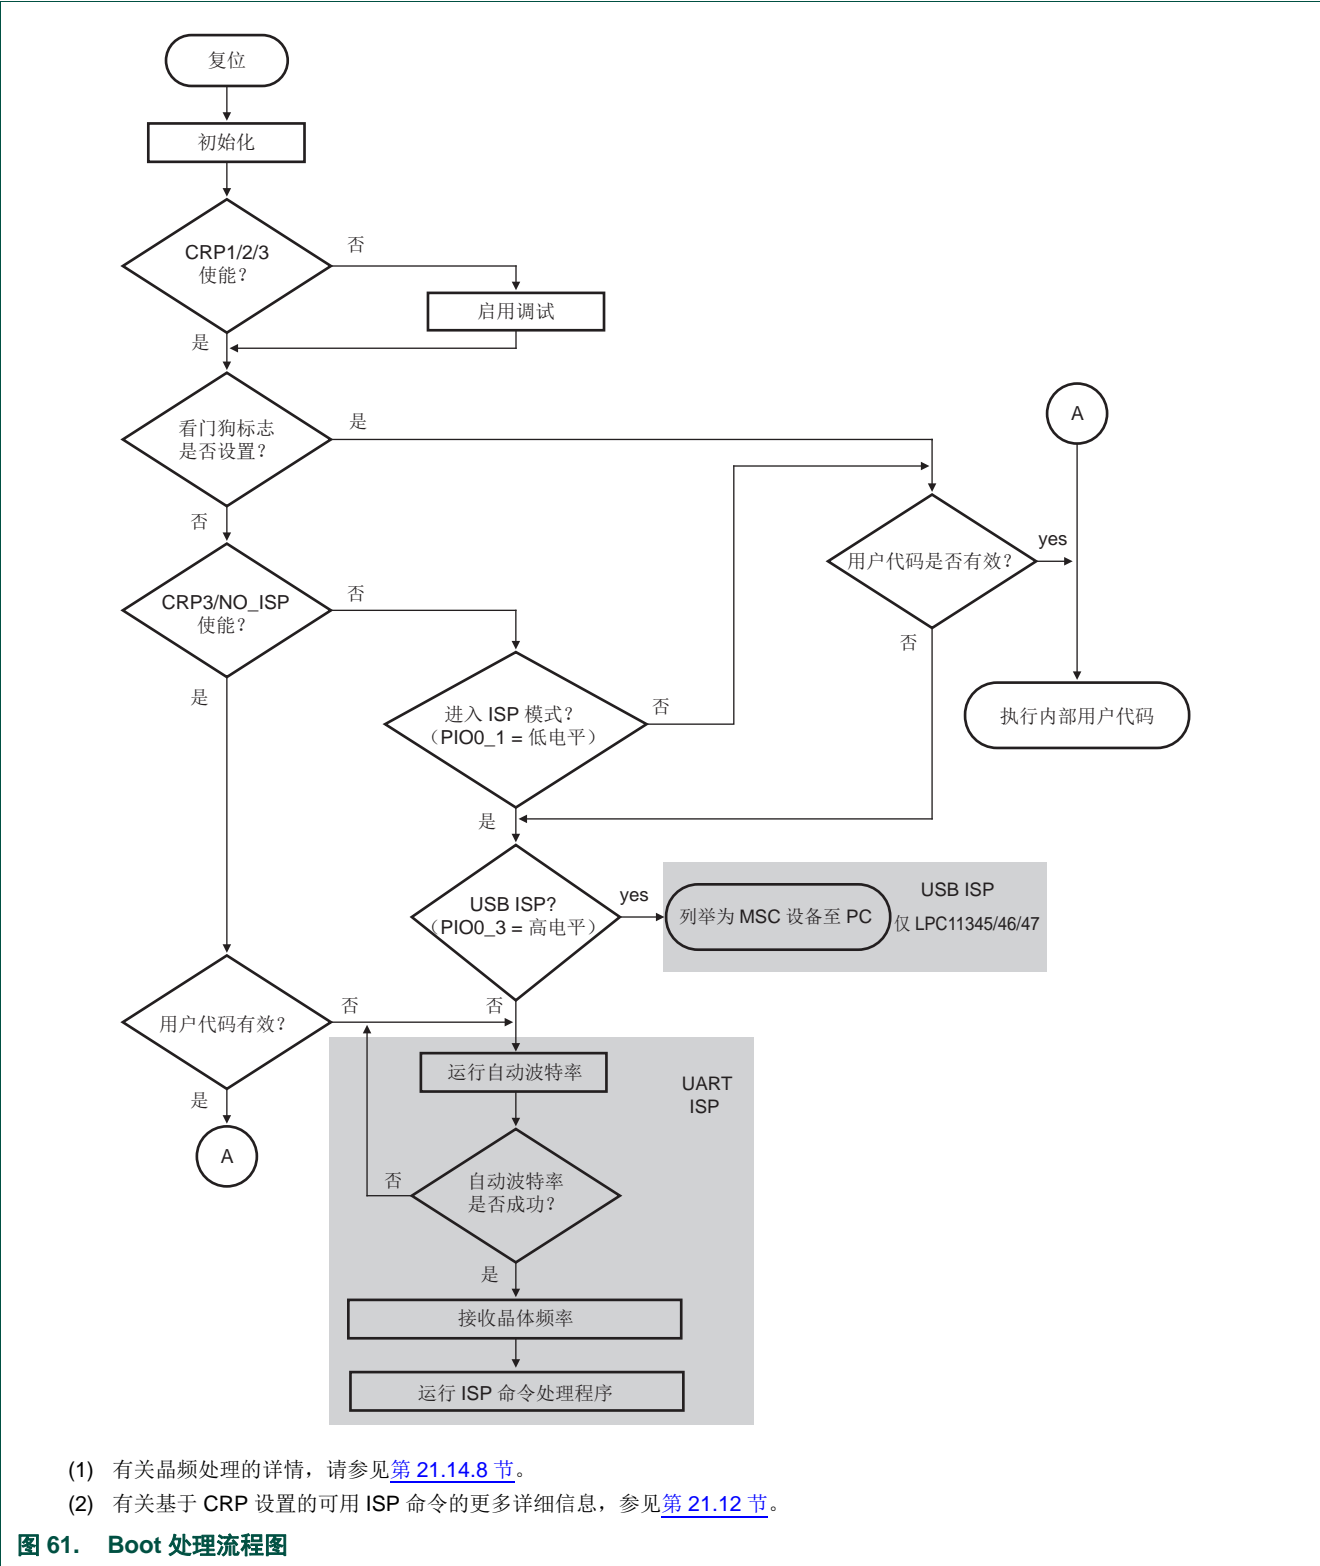 复位
初始化
CRP1/2/3
使能？
否
启用调试
是
看门狗标志
是否设置？
是
A
否
用户代码是否有效？
yes
CRP3/NO_ISP
使能？
否
否
是
进入 ISP 模式？
（PIO0_1 = 低电平）
否
执行内部用户代码
是
USB ISP?
（PIO0_3 = 高电平）
yes
列举为 MSC 设备至 PC
USB ISP
仅 LPC11345/46/47
否
用户代码有效？
否
运行自动波特率
UART
ISP
是
A
否
自动波特率
是否成功？
是
接收晶体频率
运行 ISP 命令处理程序
(1) 有关晶频处理的详情，请参见第 21.14.8 节。
(2) 有关基于 CRP 设置的可用 ISP 命令的更多详细信息，参见第 21.12 节。
图 61. Boot 处理流程图